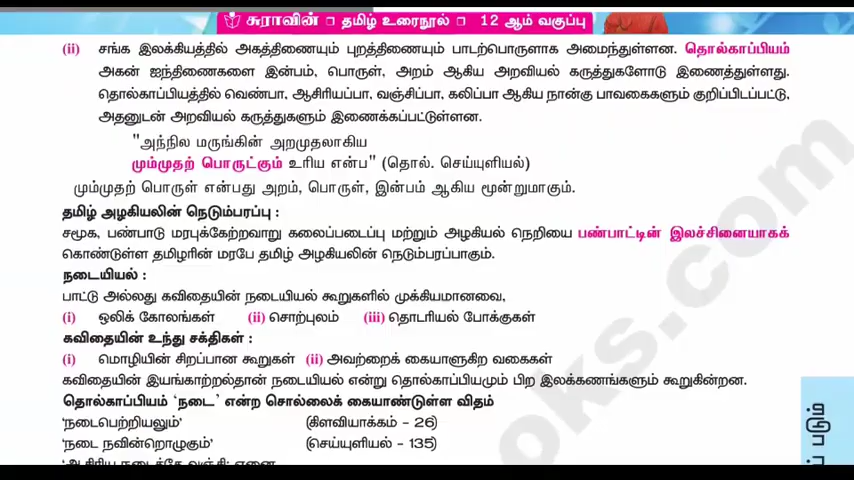 சுராவின் □ தமிழ் உரைநூல் □ 12 ஆம் வகுப்பு
(ii) சங்க இலக்கியத்தில் அகத்திணையும் புறத்திணையும் பாடற்பொருளாக அமைந்துள்ளன. தொல்காப்பியம்
அகன் ஐந்திணைகளை இன்பம், பொருள், அறம் ஆகிய அறவியல் கருத்துகளோடு இணைத்துள்ளது.
தொல்காப்பியத்தில் வெண்பா, ஆசிரியப்பா, வஞ்சிப்பா, கலிப்பா ஆகிய நான்கு பாவகைகளும் குறிப்பிடப்பட்டு,
அதனுடன் அறவியல் கருத்துகளும் இணைக்கப்பட்டுள்ளன.
"அந்நில மருங்கின் அறமுதலாகிய
மும்முதற் பொருட்கும் உரிய என்ப" (தொல். செய்யுளியல்)
மும்முதற் பொருள் என்பது அறம், பொருள், இன்பம் ஆகிய மூன்றுமாகும்.
தமிழ் அழகியலின் நெடும்பரப்பு :
சமூக, பண்பாடு மரபுக்கேற்றவாறு கலைப்படைப்பு மற்றும் அழகியல் நெறியை பண்பாட்டின் இலச்சினையாகக்
கொண்டுள்ள தமிழரின் மரபே தமிழ் அழகியலின் நெடும்பரப்பாகும்.
நடையியல் :
பாட்டு அல்லது கவிதையின் நடையியல் கூறுகளில் முக்கியமானவை,
(i) ஒலிக் கோலங்கள் (ii) சொற்புலம் (iii) தொடரியல் போக்குகள்
கவிதையின் உந்து சக்திகள் :
(i) மொழியின் சிறப்பான கூறுகள் (ii) அவற்றைக் கையாளுகிற வகைகள்
கவிதையின் இயங்காற்றல்தான் நடையியல் என்று தொல்காப்பியமும் பிற இலக்கணங்களும் கூறுகின்றன.
தொல்காப்பியம் 'நடை' என்ற சொல்லைக் கையாண்டுள்ள விதம்
'நடைபெற்றியலும்' (கிளவியாக்கம் - 26)
'நடை நவின்றொழுகும்' (செய்யுளியல் - 135)
'ஆசிரிய நடைத்தே வஞ்சி; ஏனை
oks.com
படும்